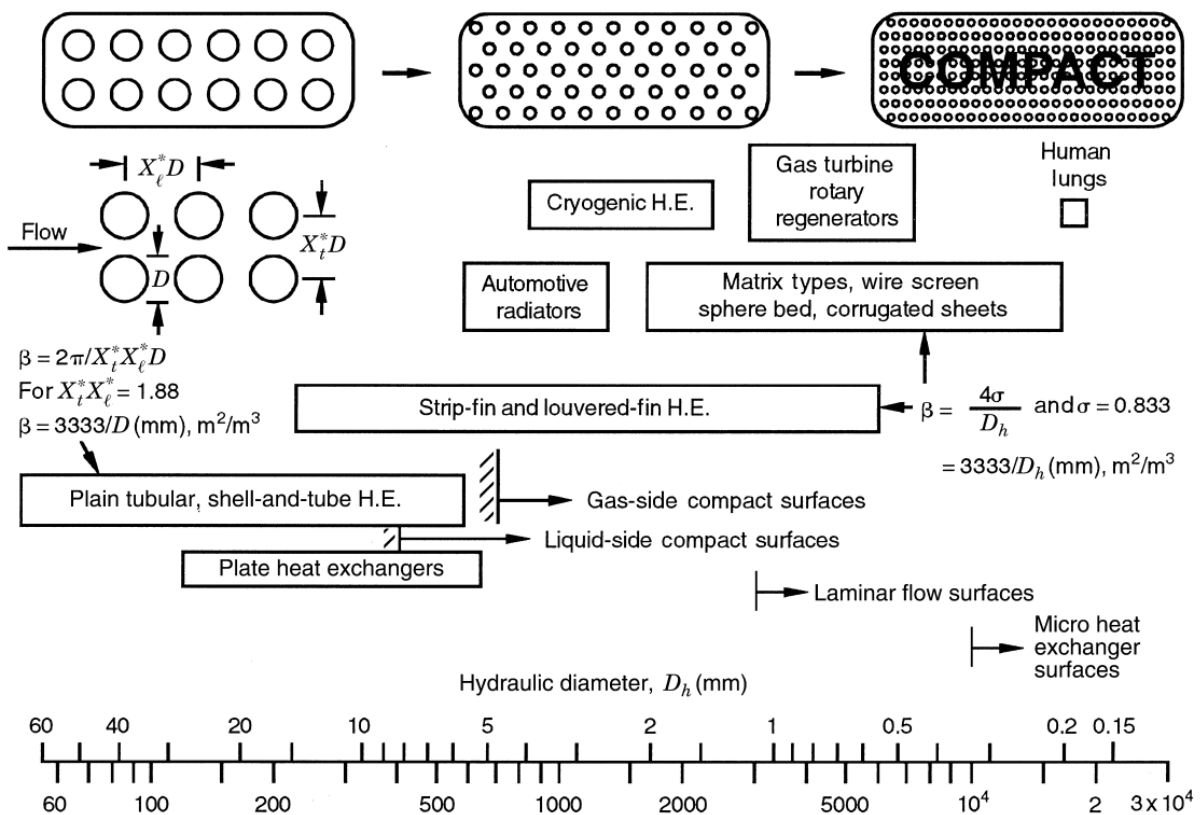 COMPACT
X*ℓD
Flow
X*tD
D
Cryogenic H.E.
Gas turbine
rotary
regenerators
Human
lungs
Automotive
radiators
Matrix types, wire screen
sphere bed, corrugated sheets
β = 2π/X*tX*ℓD
For X*tX*ℓ = 1.88
β = 3333/D (mm), m²/m³
Strip-fin and louvered-fin H.E.
β = 4σ/Dh and σ = 0.833
= 3333/Dh (mm), m²/m³
Plain tubular, shell-and-tube H.E.
Gas-side compact surfaces
Liquid-side compact surfaces
Plate heat exchangers
Laminar flow surfaces
Micro heat
exchanger
surfaces
Hydraulic diameter, Dh (mm)
60 40 20 10 5 2 1 0.5 0.2 0.15
60 100 200 500 1000 2000 5000 10⁴ 2 3 x 10⁴